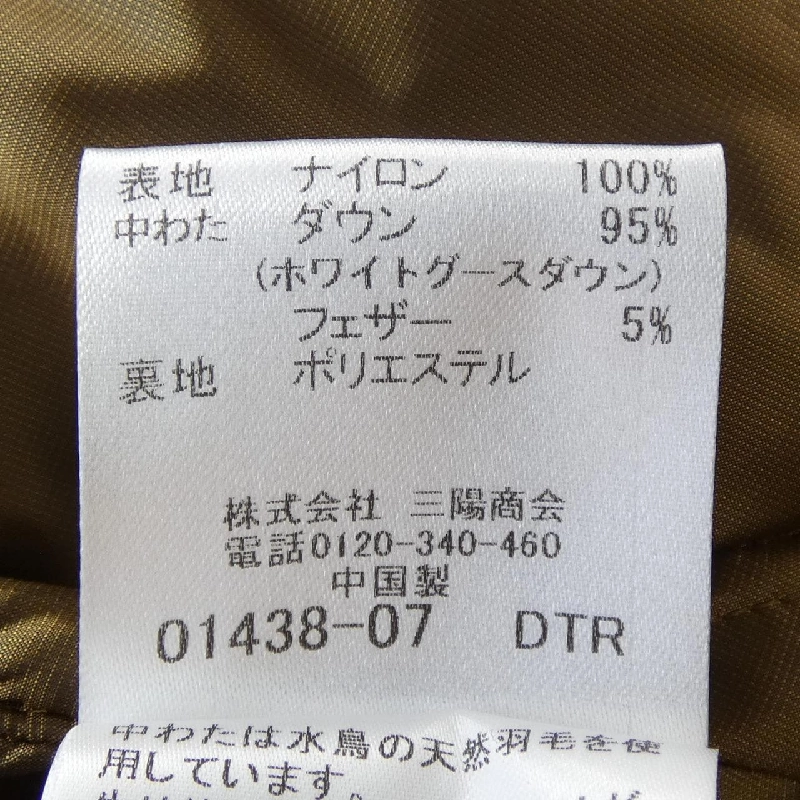 表地 ナイロン 100%
中わた ダウン 95%
(ホワイトグースダウン)
フェザー 5%
裏地 ポリエステル
株式会社 三陽商会
電話0120-340-460
中国製
01438-07 DTR
中わたは水鳥の天然羽毛を使
用しています。